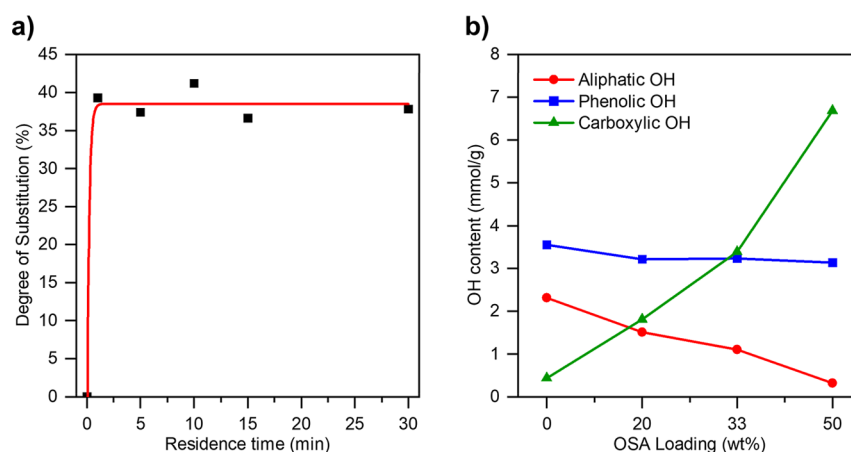 a)
45
40
35
30
25
20
15
10
5
0
Degree of Substitution (%)
0 5 10 15 20 25 30
Residence time (min)
b)
8
7
6
5
4
3
2
1
0
OH content (mmol/g)
Aliphatic OH
Phenolic OH
Carboxylic OH
0 20 33 50
OSA Loading (wt%)